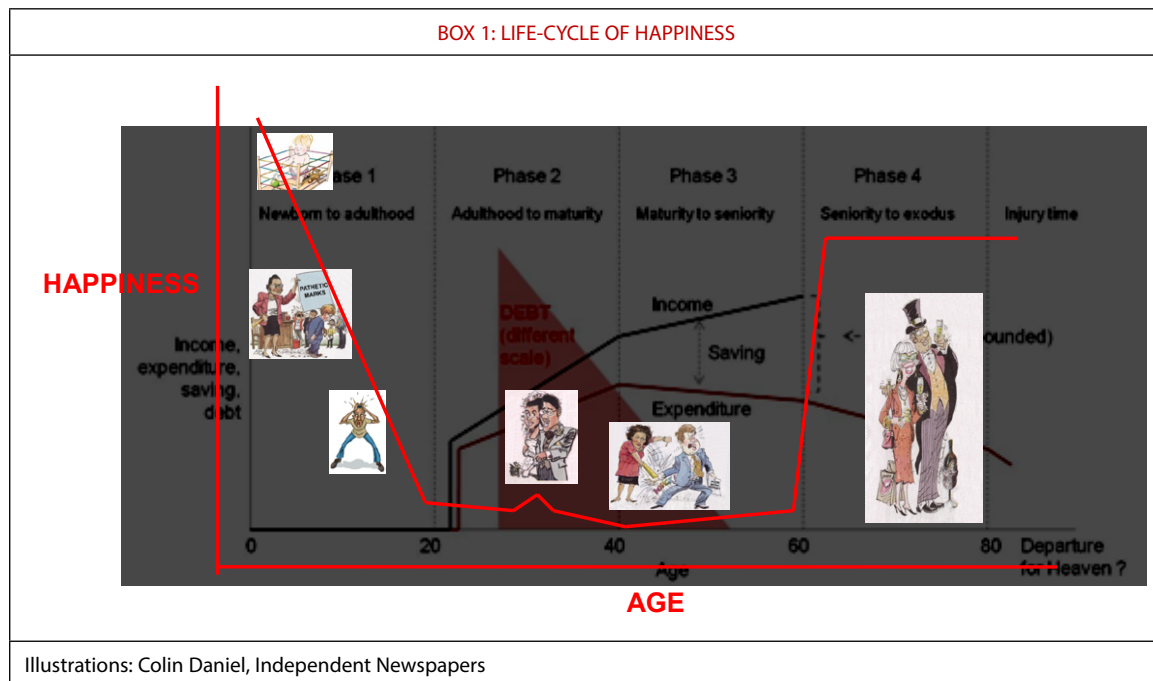 BOX 1: LIFE-CYCLE OF HAPPINESS
ase 1
Newborn to adulthood
Phase 2
Adulthood to maturity
Phase 3
Maturity to seniority
Phase 4
Seniority to exodus
Injury time
HAPPINESS
PATHETIC
MARKS
DEBT
(different
scale)
Income
Saving
Expenditure
ounded)
Income,
expenditure,
saving,
debt
0
20
40
60
80
Departure
for Heaven ?
Age
AGE
Illustrations: Colin Daniel, Independent Newspapers